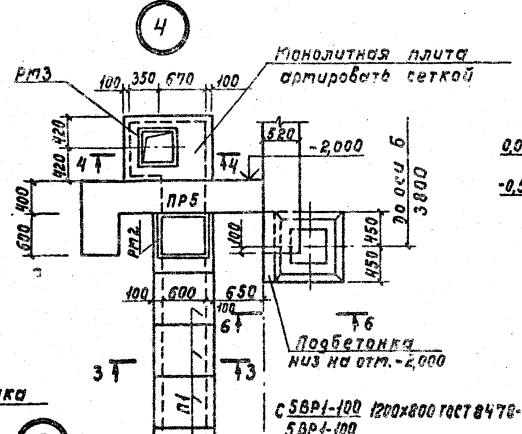 4
Монолитная плита
армировать сеткой
РМ3
100 350 670 100
420
420
520
4 4
-2,000
0,0
-0,5
До оси Б
3800
400
600
ПР5
РМ2
100
450
450
100 600 650
100
6 6
Подбетонка
низ на отм. -2,000
3 3
П1
ка
С 5ВР1-100 1200х800 ГОСТ 8478-
5ВР1-100